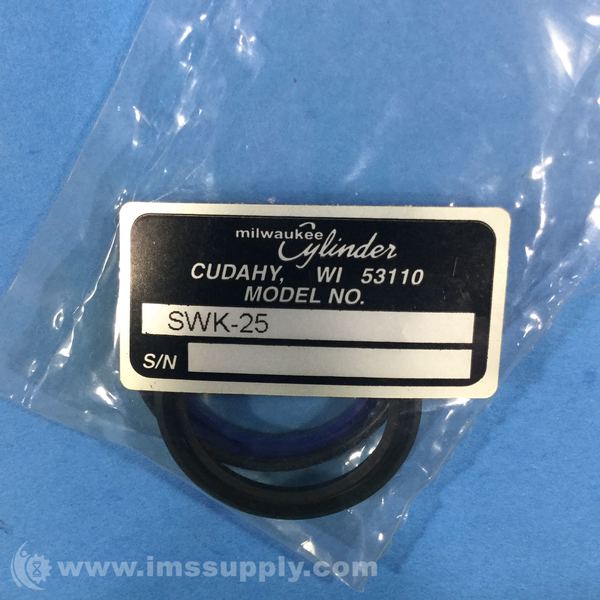 milwaukee Cylinder
CUDAHY, WI 53110
MODEL NO.
SWK-25
S/N
www.imssupply.com/